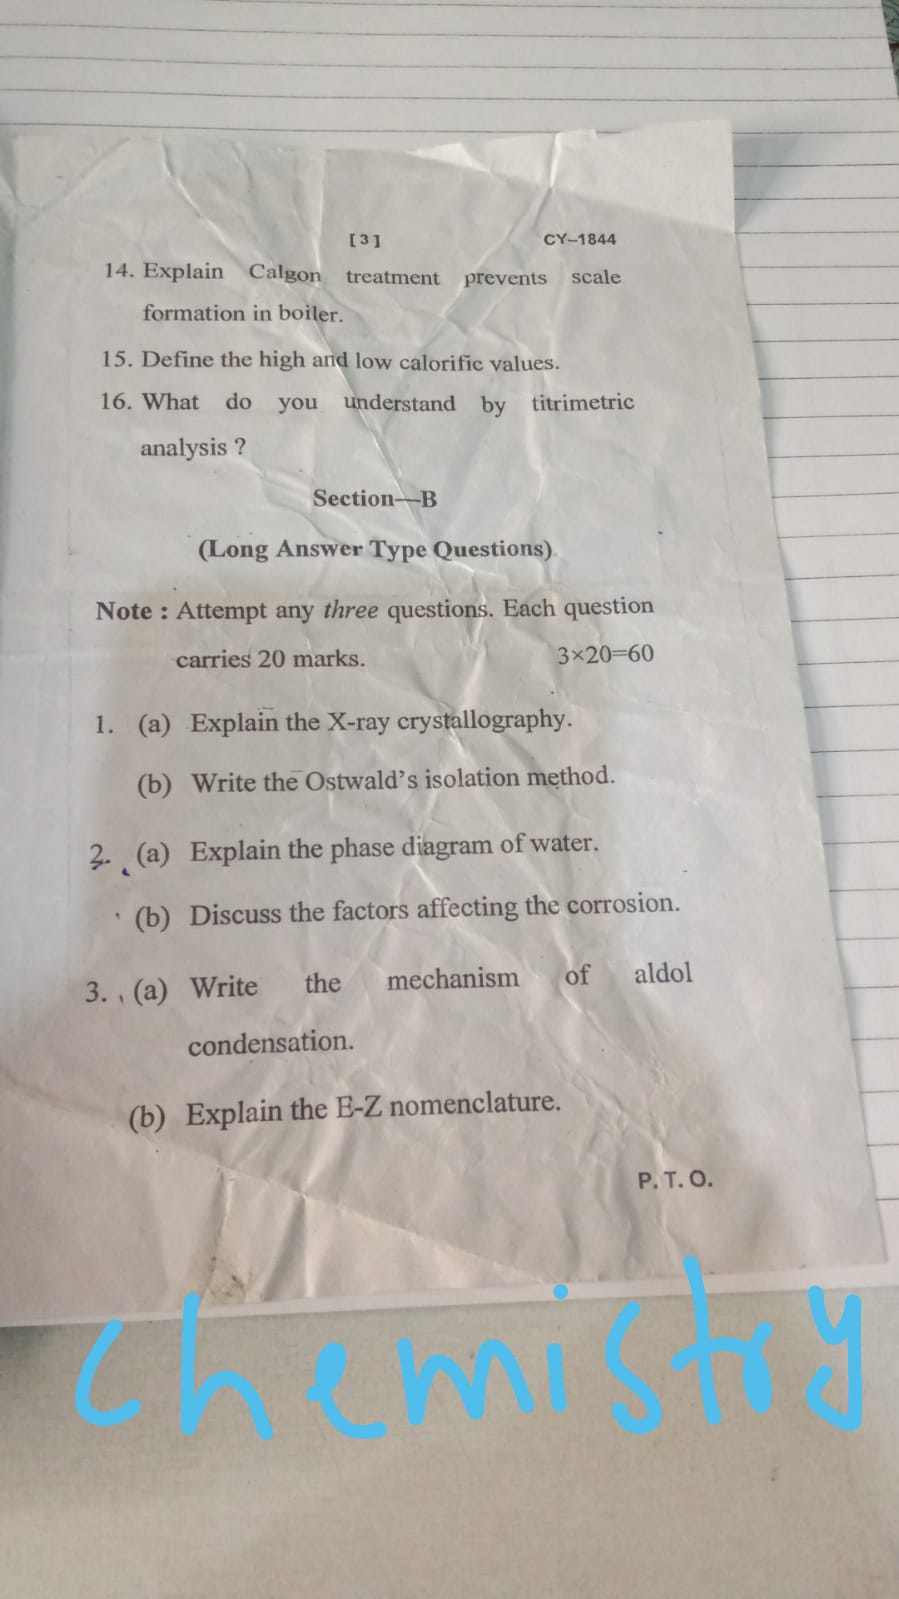 [3] CY–1844
14. Explain Calgon treatment prevents scale
formation in boiler.
15. Define the high and low calorific values.
16. What do you understand by titrimetric
analysis ?
Section—B
(Long Answer Type Questions)
Note : Attempt any three questions. Each question
carries 20 marks. 3×20=60
1. (a) Explain the X-ray crystallography.
(b) Write the Ostwald's isolation method.
2. (a) Explain the phase diagram of water.
(b) Discuss the factors affecting the corrosion.
3. (a) Write the mechanism of aldol
condensation.
(b) Explain the E-Z nomenclature.
P. T. O.
chemistry